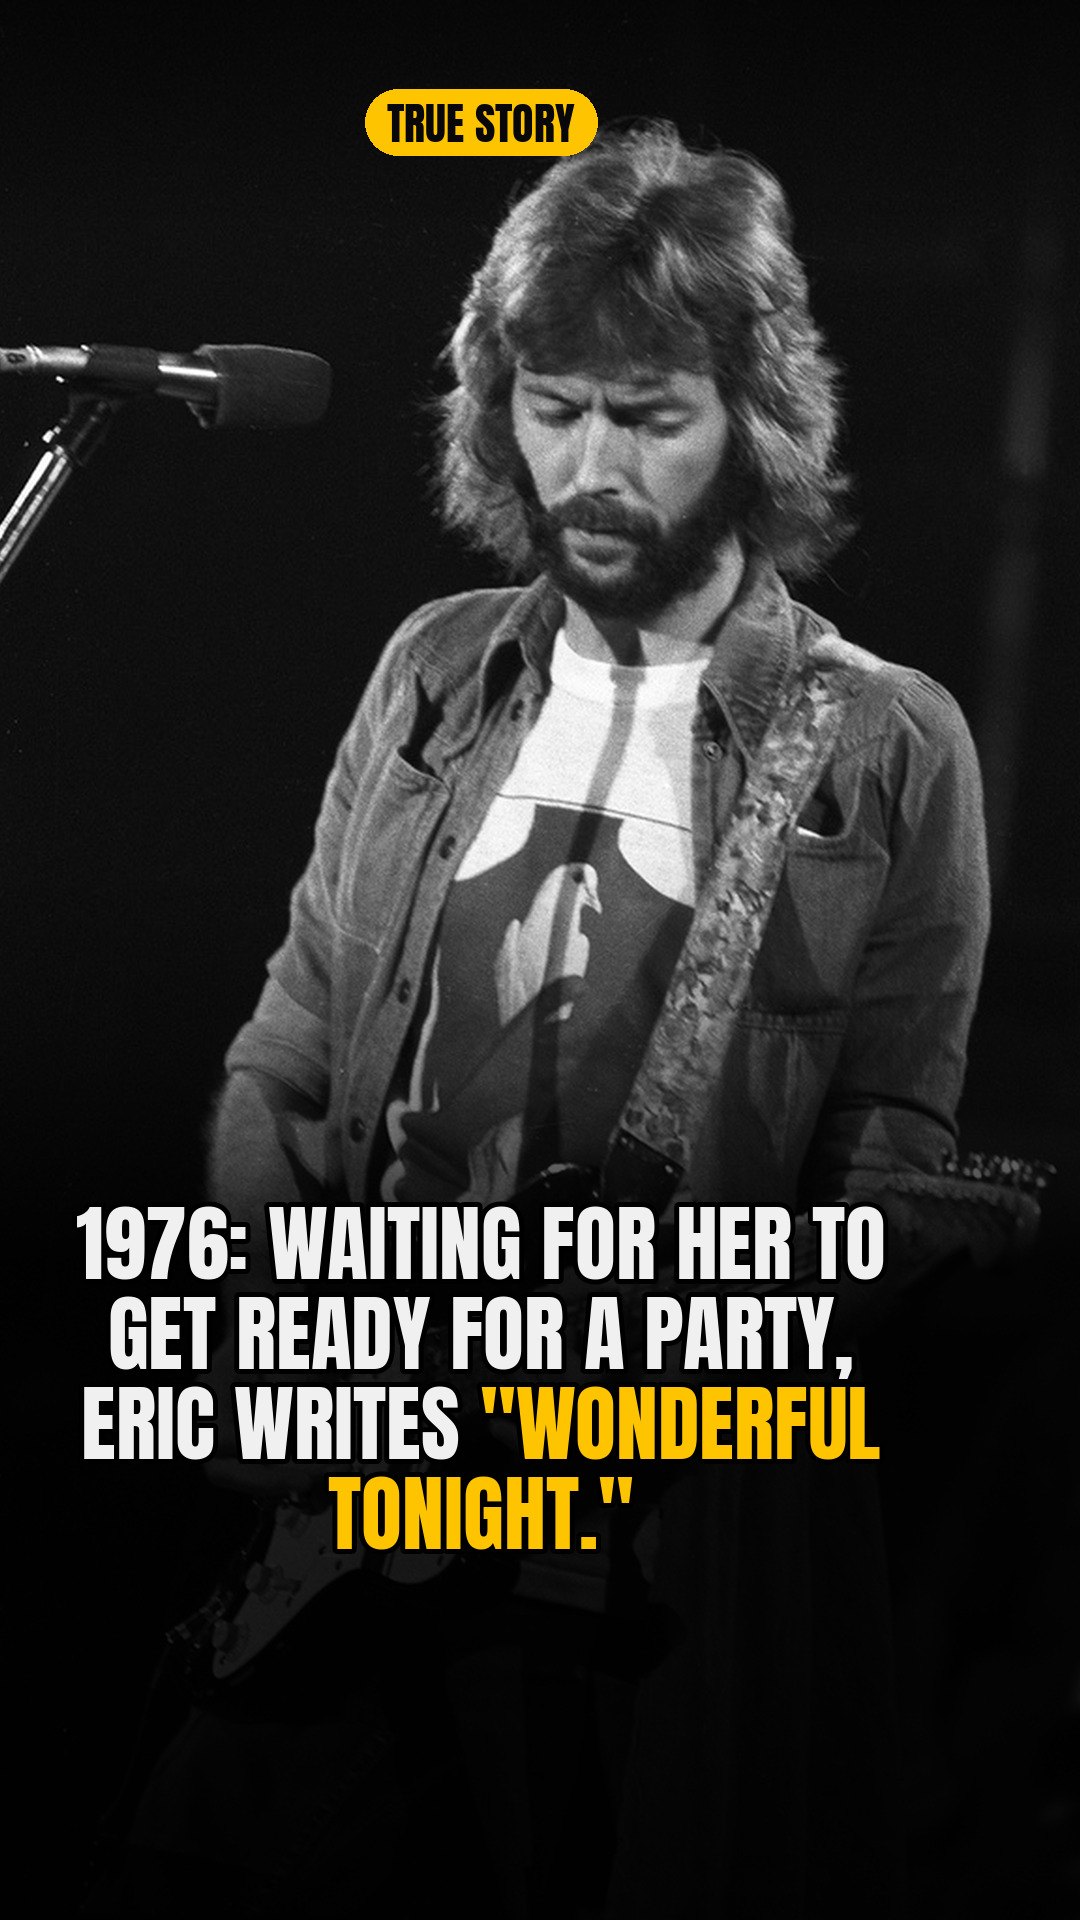 TRUE STORY
1976: WAITING FOR HER TO
GET READY FOR A PARTY,
ERIC WRITES "WONDERFUL
TONIGHT."